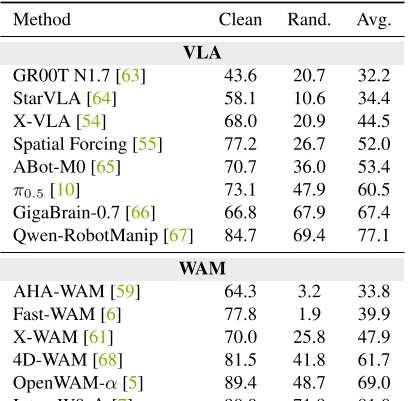 Method Clean Rand. Avg.
VLA
GR00T N1.7 [63] 43.6 20.7 32.2
StarVLA [64] 58.1 10.6 34.4
X-VLA [54] 68.0 20.9 44.5
Spatial Forcing [55] 77.2 26.7 52.0
ABot-M0 [65] 70.7 36.0 53.4
π0.5 [10] 73.1 47.9 60.5
GigaBrain-0.7 [66] 66.8 67.9 67.4
Qwen-RobotManip [67] 84.7 69.4 77.1
WAM
AHA-WAM [59] 64.3 3.2 33.8
Fast-WAM [6] 77.8 1.9 39.9
X-WAM [61] 70.0 25.8 47.9
4D-WAM [68] 81.5 41.8 61.7
OpenWAM-α [5] 89.4 48.7 69.0